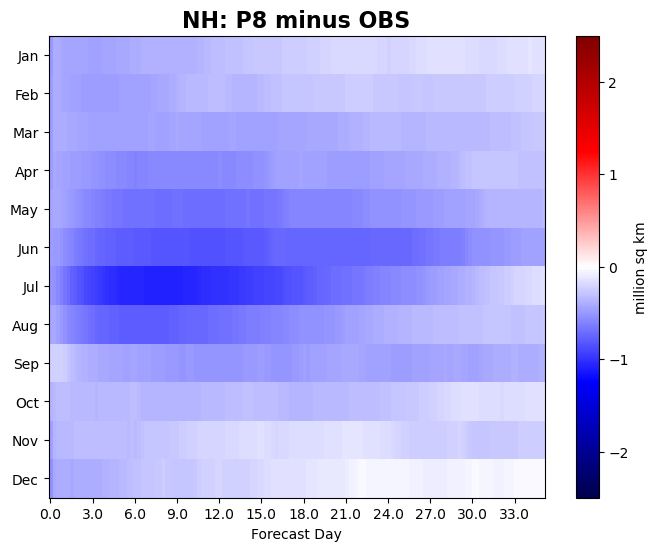 NH: P8 minus OBS
Jan
Feb
Mar
Apr
May
Jun
Jul
Aug
Sep
Oct
Nov
Dec
0.0 3.0 6.0 9.0 12.0 15.0 18.0 21.0 24.0 27.0 30.0 33.0
Forecast Day
2
1
0
−1
−2
million sq km